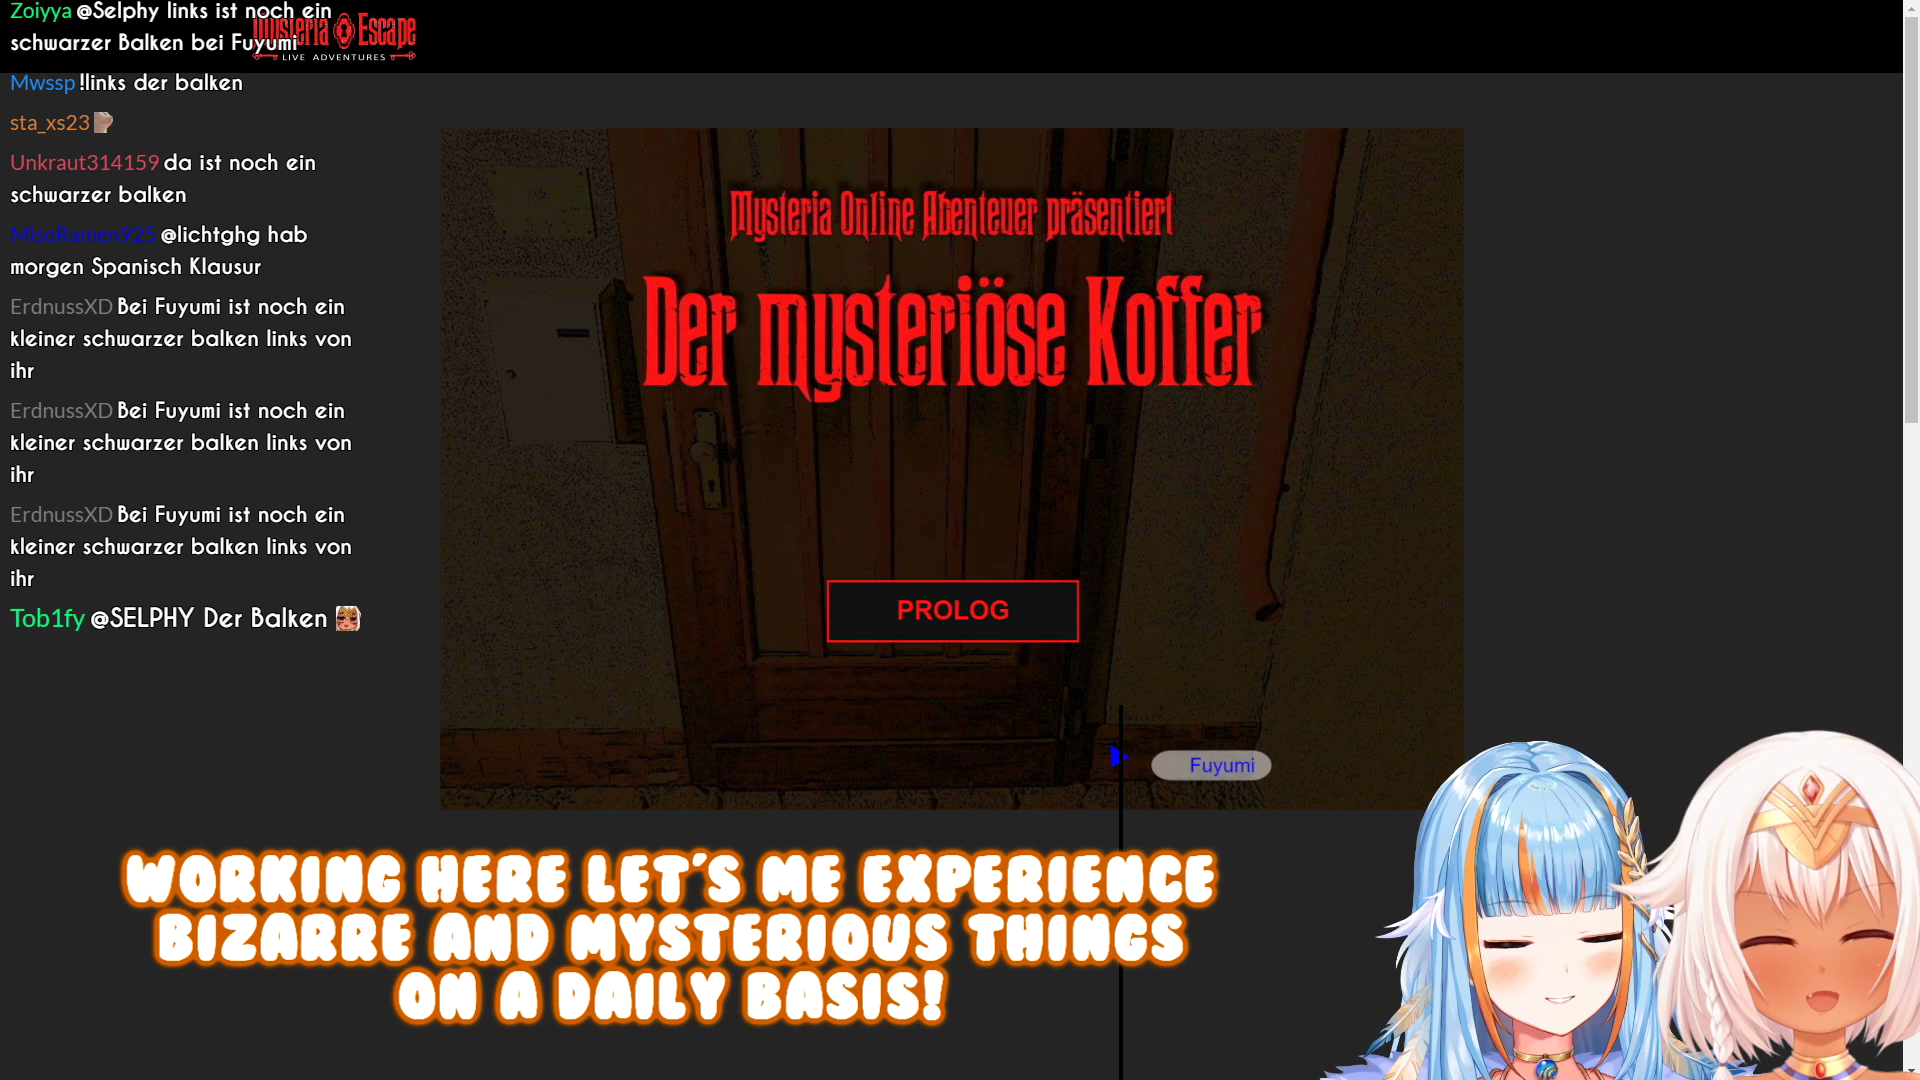 Zoiyya @Selphy links ist noch ein
schwarzer Balken bei Fuyumi
Mysteria Escape
LIVE ADVENTURES
Mwssp !links der balken
sta_xs23
Unkraut314159 da ist noch ein
schwarzer balken
MisoRamen925 @lichtghg hab
morgen Spanisch Klausur
ErdnussXD Bei Fuyumi ist noch ein
kleiner schwarzer balken links von
ihr
ErdnussXD Bei Fuyumi ist noch ein
kleiner schwarzer balken links von
ihr
ErdnussXD Bei Fuyumi ist noch ein
kleiner schwarzer balken links von
ihr
Tob1fy @SELPHY Der Balken
Mysteria Online Abenteuer präsentiert
Der mysteriöse Koffer
PROLOG
Fuyumi
WORKING HERE LET'S ME EXPERIENCE
BIZARRE AND MYSTERIOUS THINGS
ON A DAILY BASIS!